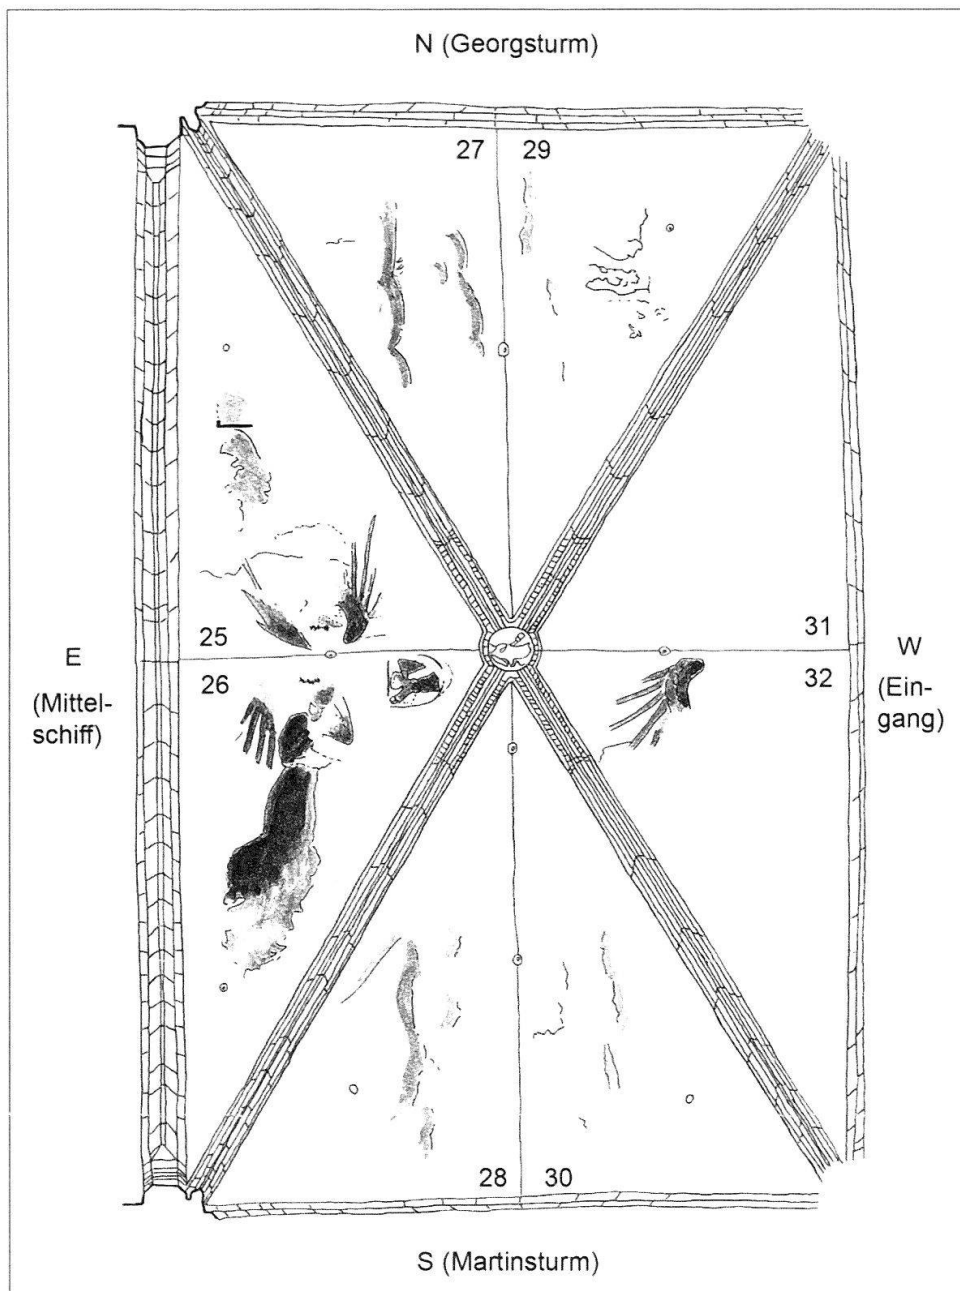 N (Georgsturm)
27 29
25
31
E
(Mittel-
schiff)
26
32
W
(Ein-
gang)
28 30
S (Martinsturm)